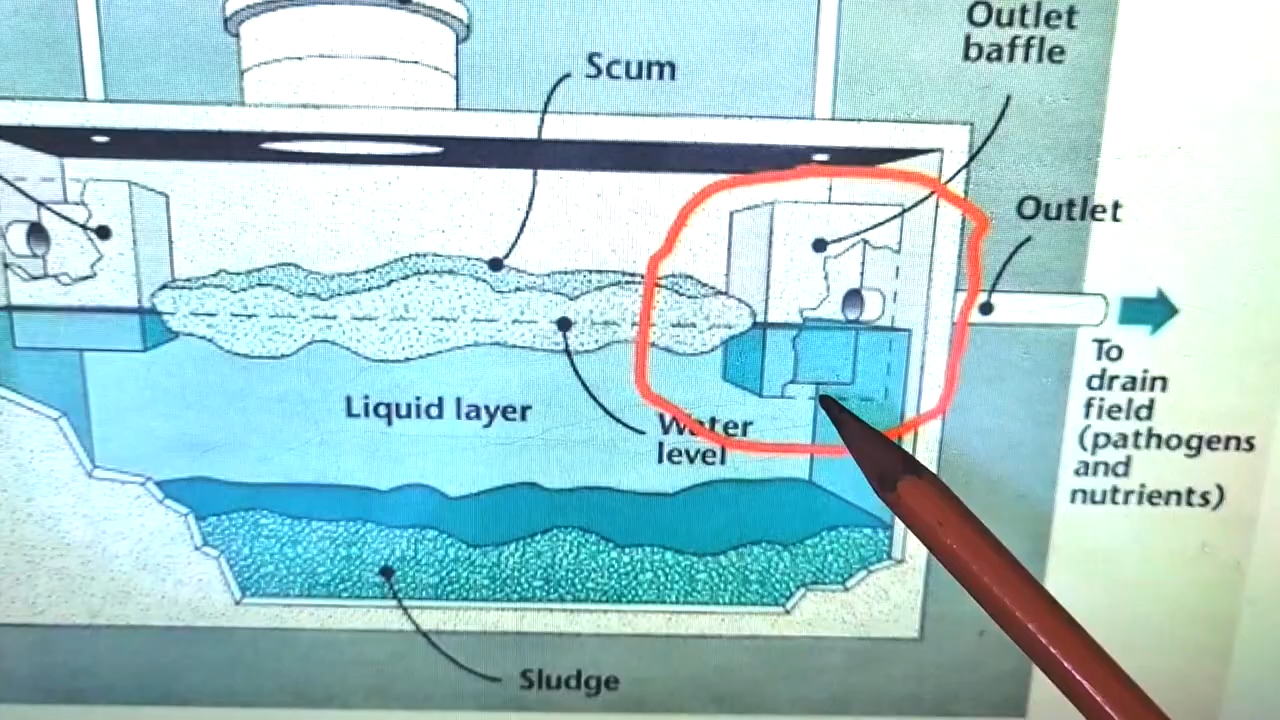 Outlet
baffle
Scum
Outlet
To
drain
field
(pathogens
and
nutrients)
Liquid layer
Water
level
Sludge